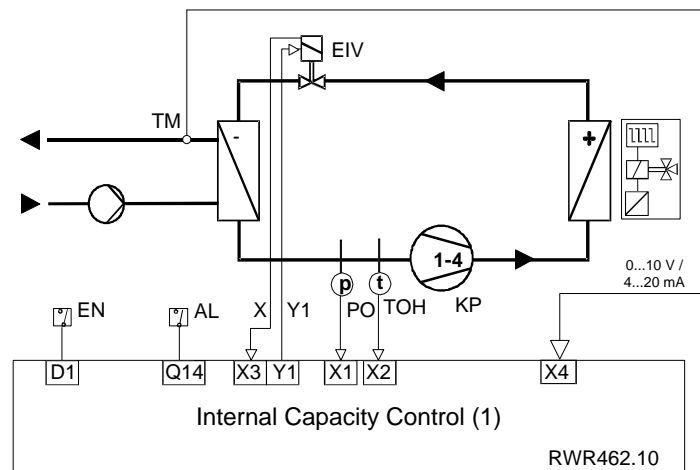 EIV
TM
-
+
1-4
0...10 V /
4...20 mA
p
t
EN
AL
X
Y1
PO
TOH
KP
D1
Q14
X3
Y1
X1
X2
X4
Internal Capacity Control (1)
RWR462.10